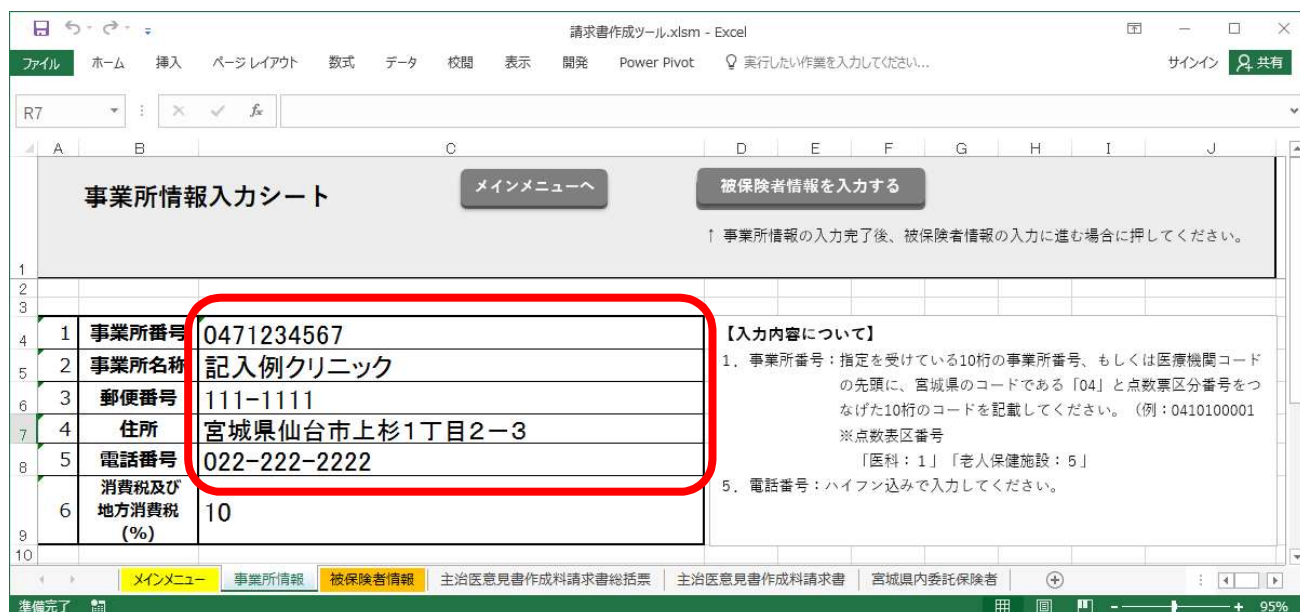 請求書作成ツール.xlsm - Excel
ファイル ホーム 挿入 ページ レイアウト 数式 データ 校閲 表示 開発 Power Pivot 実行したい作業を入力してください... サインイン 共有
R7 fx
A B C D E F G H I J
事業所情報入力シート メインメニューへ 被保険者情報を入力する
↑ 事業所情報の入力完了後、被保険者情報の入力に進む場合に押してください。
1
2
3
4 1 事業所番号 0471234567
5 2 事業所名称 記入例クリニック
6 3 郵便番号 111-1111
7 4 住所 宮城県仙台市上杉1丁目2－3
8 5 電話番号 022-222-2222
9 6 消費税及び
地方消費税
(%) 10
10
【入力内容について】
1．事業所番号：指定を受けている10桁の事業所番号、もしくは医療機関コード
の先頭に、宮城県のコードである「04」と点数票区分番号をつ
なげた10桁のコードを記載してください。（例：0410100001
※点数表区番号
「医科：1」「老人保健施設：5」
5．電話番号：ハイフン込みで入力してください。
メインメニュー 事業所情報 被保険者情報 主治医意見書作成料請求書総括票 主治医意見書作成料請求書 宮城県内委託保険者
準備完了 95%